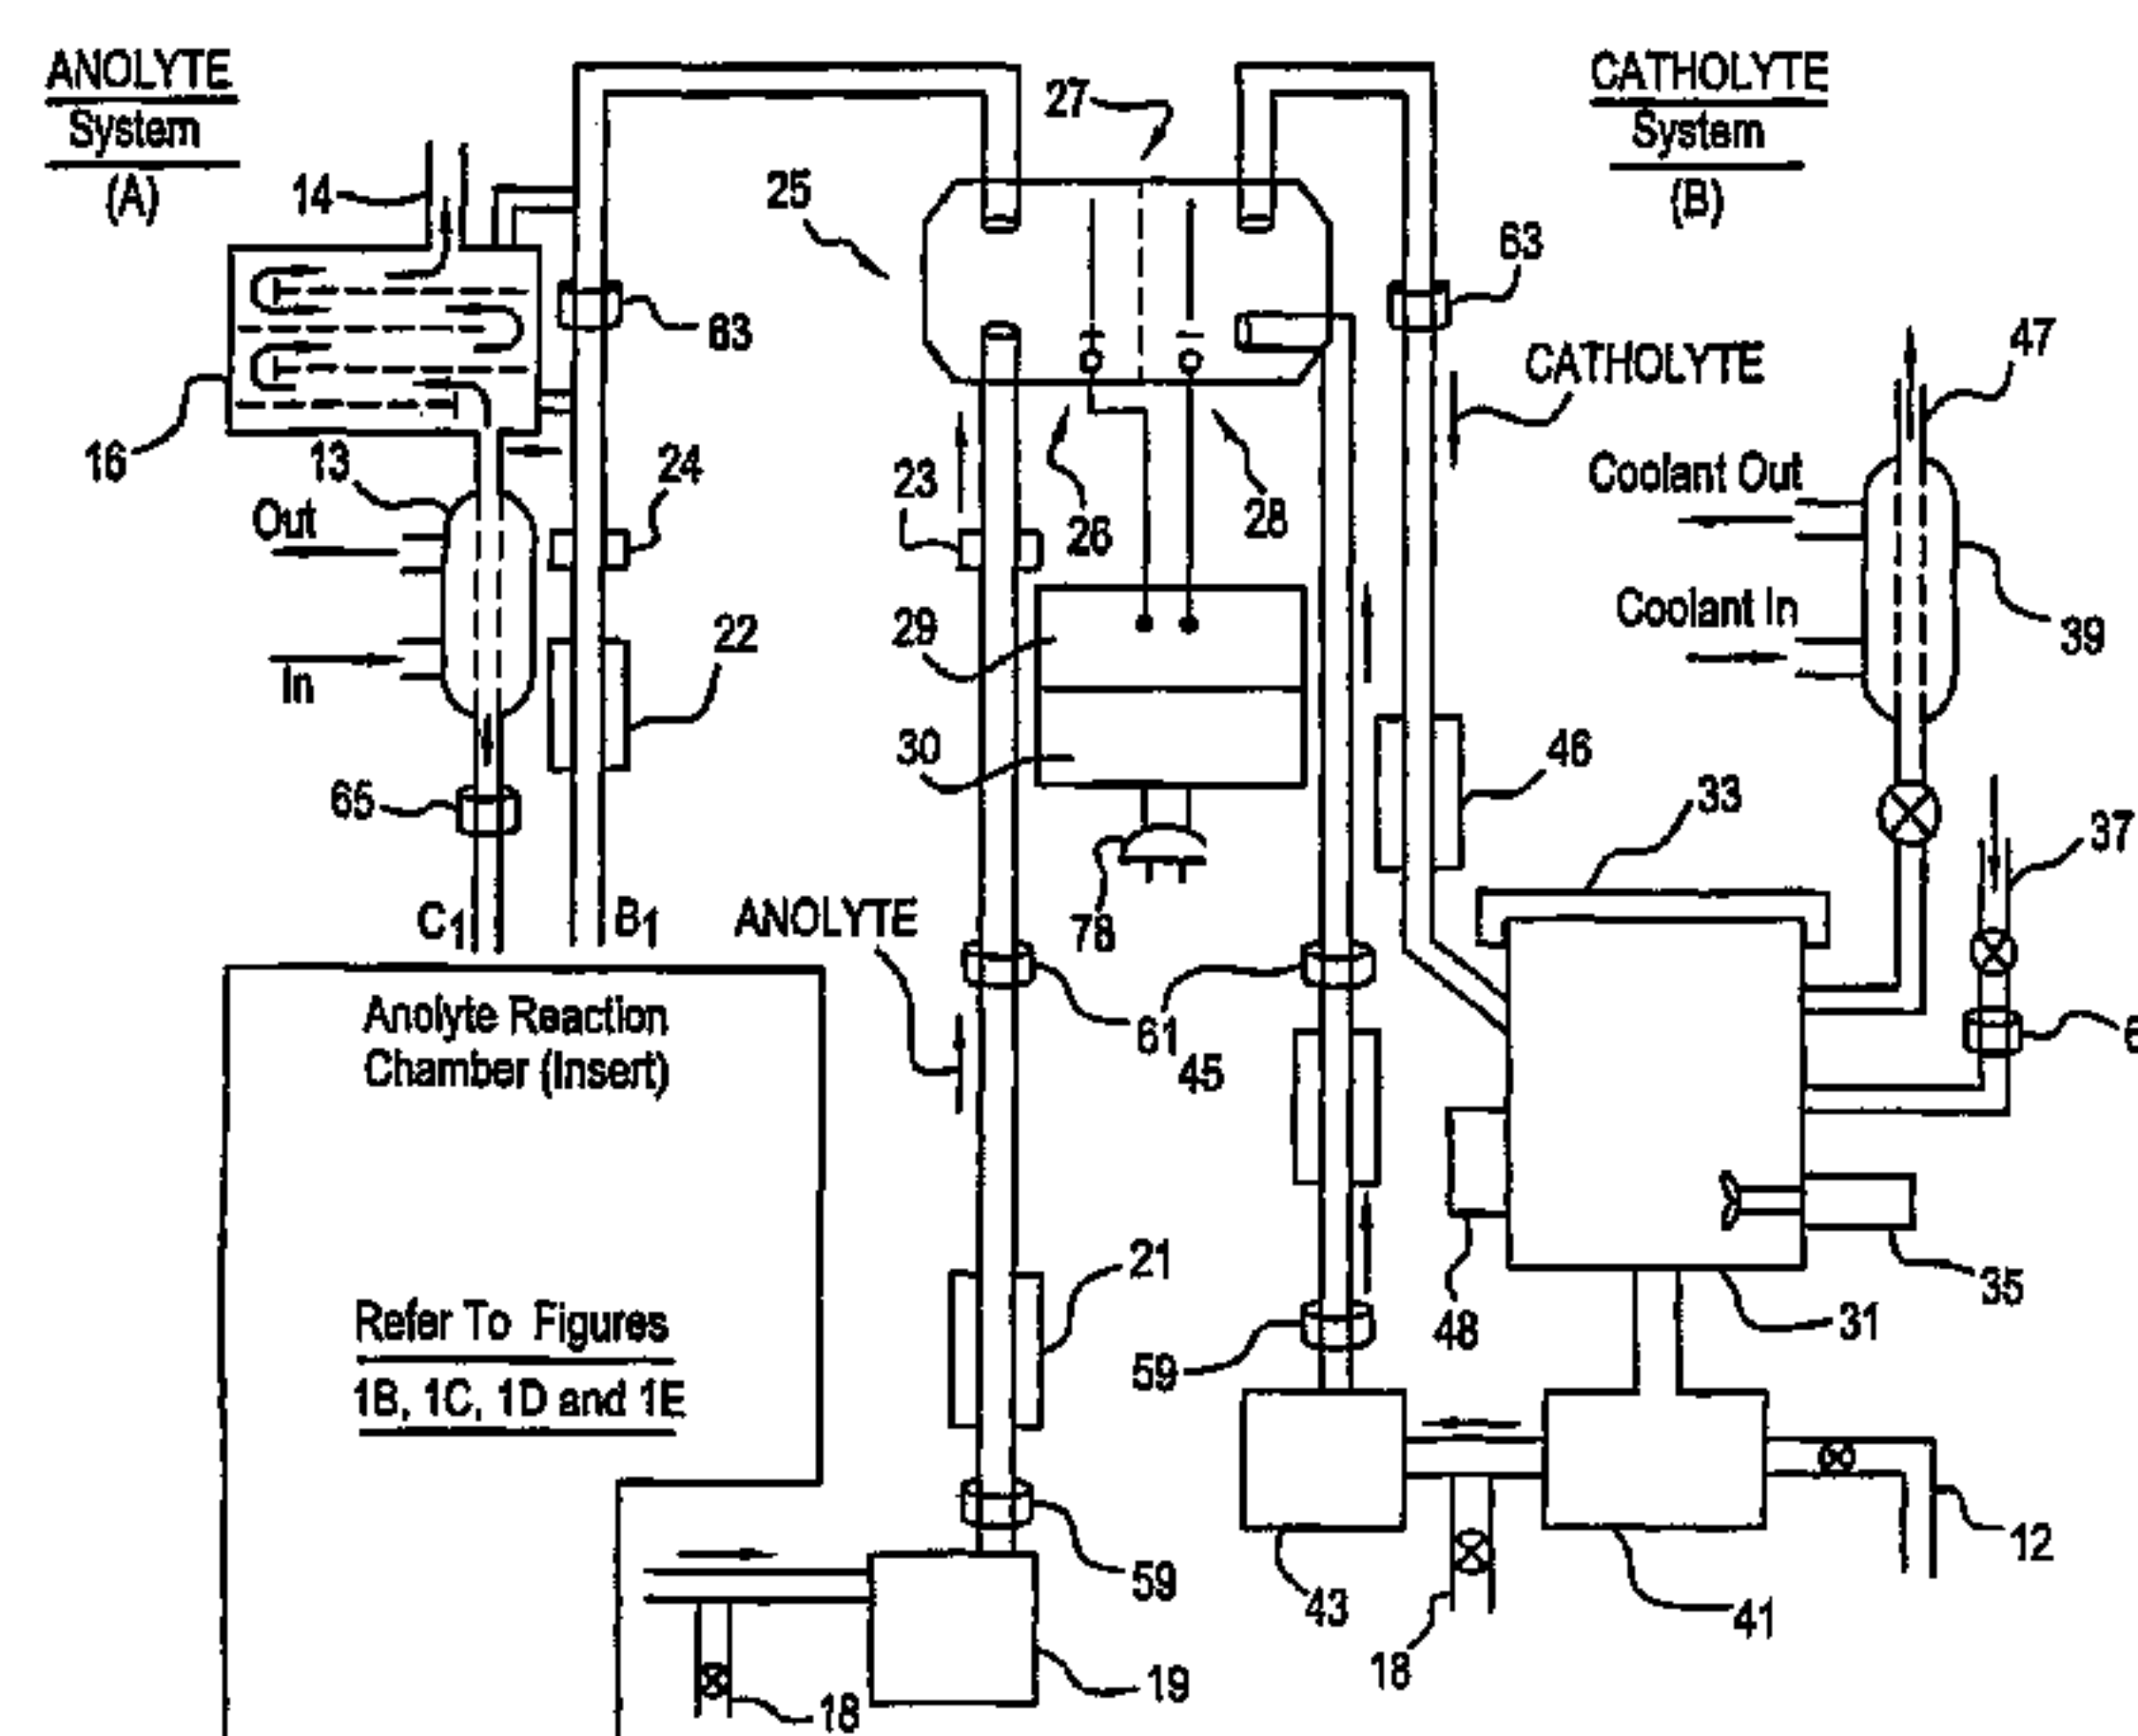 ANOLYTE
System
(A)
CATHOLYTE
System
(B)
27
14
25
63
63
CATHOLYTE
47
16
13
24
23
26
28
Coolant Out
Out
29
22
Coolant In
39
In
30
46
65
33
37
C1
B1
ANOLYTE
78
Anolyte Reaction
Chamber (Insert)
61
45
6
21
Refer To Figures
1B, 1C, 1D and 1E
59
48
31
35
59
43
18
41
12
18
19